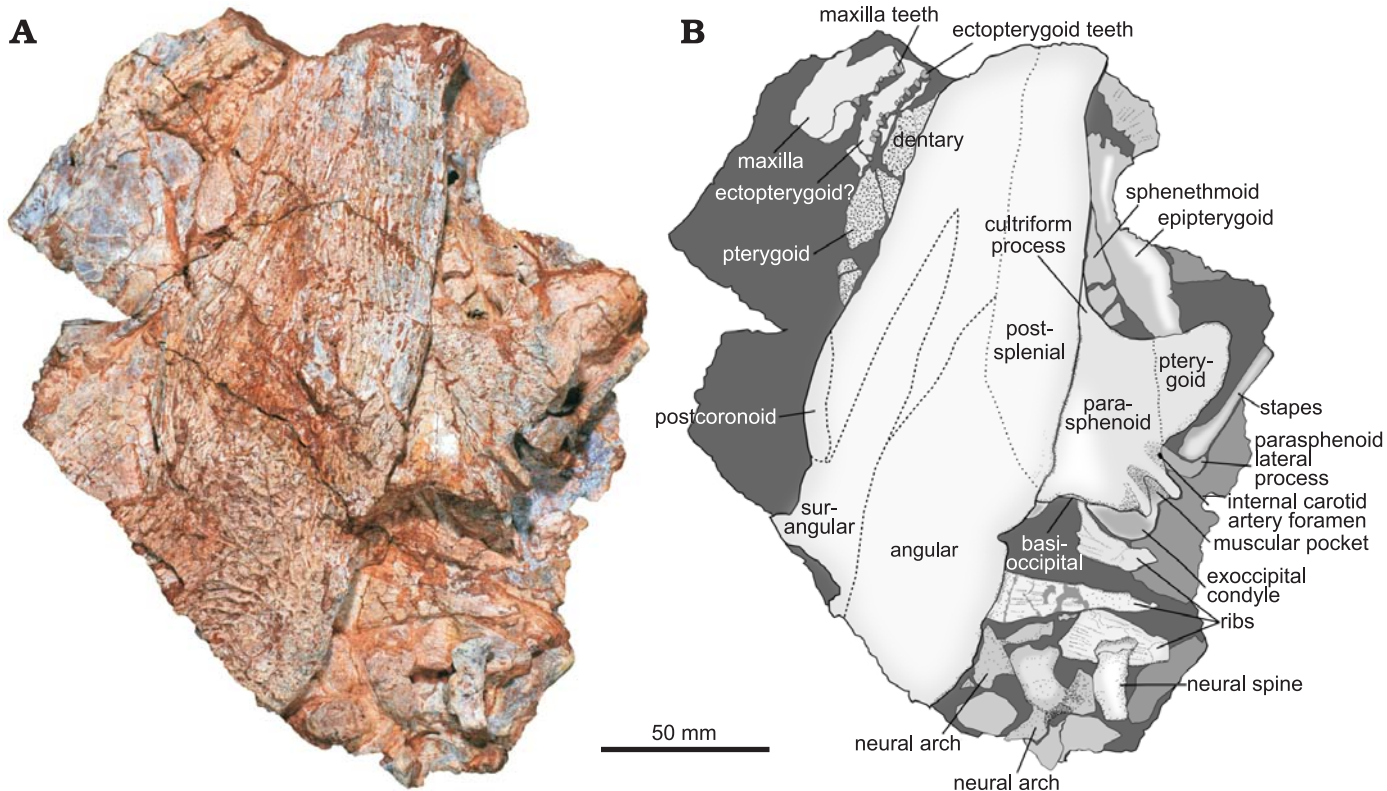 A
B
maxilla teeth
ectopterygoid teeth
dentary
maxilla
ectopterygoid?
sphenethmoid
epipterygoid
cultriform
process
pterygoid
post-
splenial
ptery-
goid
postcoronoid
para-
sphenoid
stapes
parasphenoid
lateral
process
internal carotid
artery foramen
muscular pocket
sur-
angular
angular
basi-
occipital
exoccipital
condyle
ribs
neural spine
neural arch
neural arch
50 mm